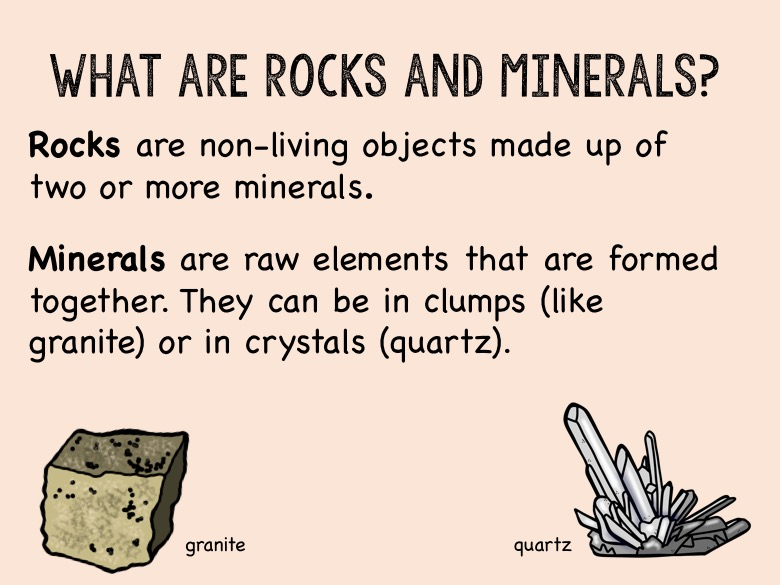 WHAT ARE ROCKS AND MINERALS?
Rocks are non-living objects made up of
two or more minerals.
Minerals are raw elements that are formed
together. They can be in clumps (like
granite) or in crystals (quartz).
granite
quartz